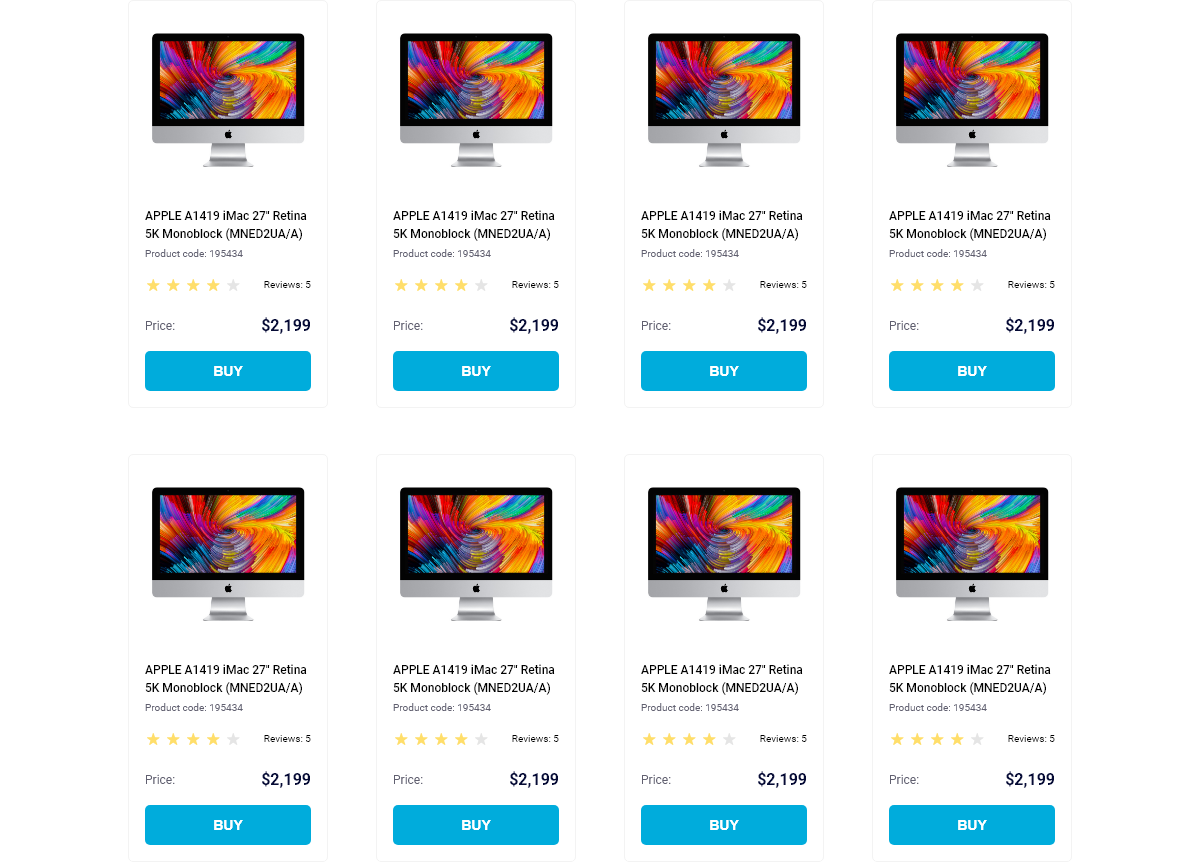 APPLE A1419 iMac 27" Retina
5K Monoblock (MNED2UA/A)
Product code: 195434
Reviews: 5
Price: $2,199
BUY
APPLE A1419 iMac 27" Retina
5K Monoblock (MNED2UA/A)
Product code: 195434
Reviews: 5
Price: $2,199
BUY
APPLE A1419 iMac 27" Retina
5K Monoblock (MNED2UA/A)
Product code: 195434
Reviews: 5
Price: $2,199
BUY
APPLE A1419 iMac 27" Retina
5K Monoblock (MNED2UA/A)
Product code: 195434
Reviews: 5
Price: $2,199
BUY
APPLE A1419 iMac 27" Retina
5K Monoblock (MNED2UA/A)
Product code: 195434
Reviews: 5
Price: $2,199
BUY
APPLE A1419 iMac 27" Retina
5K Monoblock (MNED2UA/A)
Product code: 195434
Reviews: 5
Price: $2,199
BUY
APPLE A1419 iMac 27" Retina
5K Monoblock (MNED2UA/A)
Product code: 195434
Reviews: 5
Price: $2,199
BUY
APPLE A1419 iMac 27" Retina
5K Monoblock (MNED2UA/A)
Product code: 195434
Reviews: 5
Price: $2,199
BUY